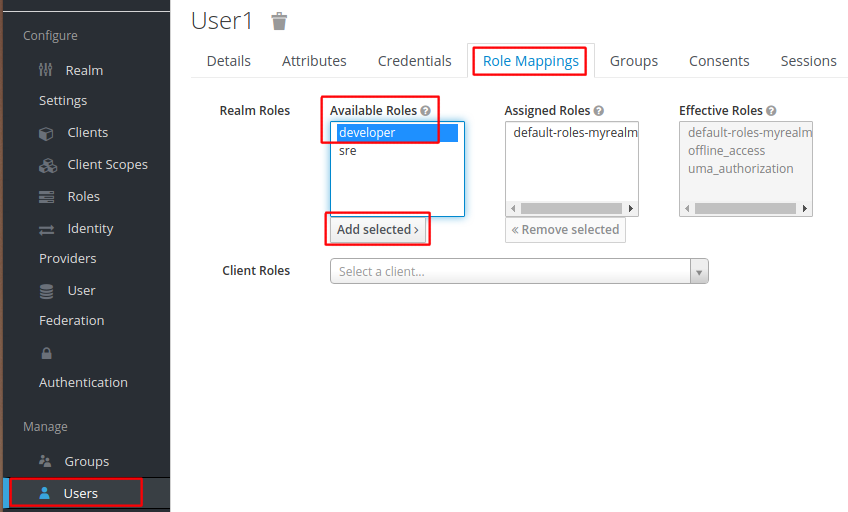 User1
Configure
Realm
Settings
Clients
Client Scopes
Roles
Identity
Providers
User
Federation
Authentication
Manage
Groups
Users
Details Attributes Credentials Role Mappings Groups Consents Sessions
Realm Roles
Available Roles
developer
sre
Add selected
Assigned Roles
default-roles-myrealm
Remove selected
Effective Roles
default-roles-myrealm
offline_access
uma_authorization
Client Roles
Select a client...